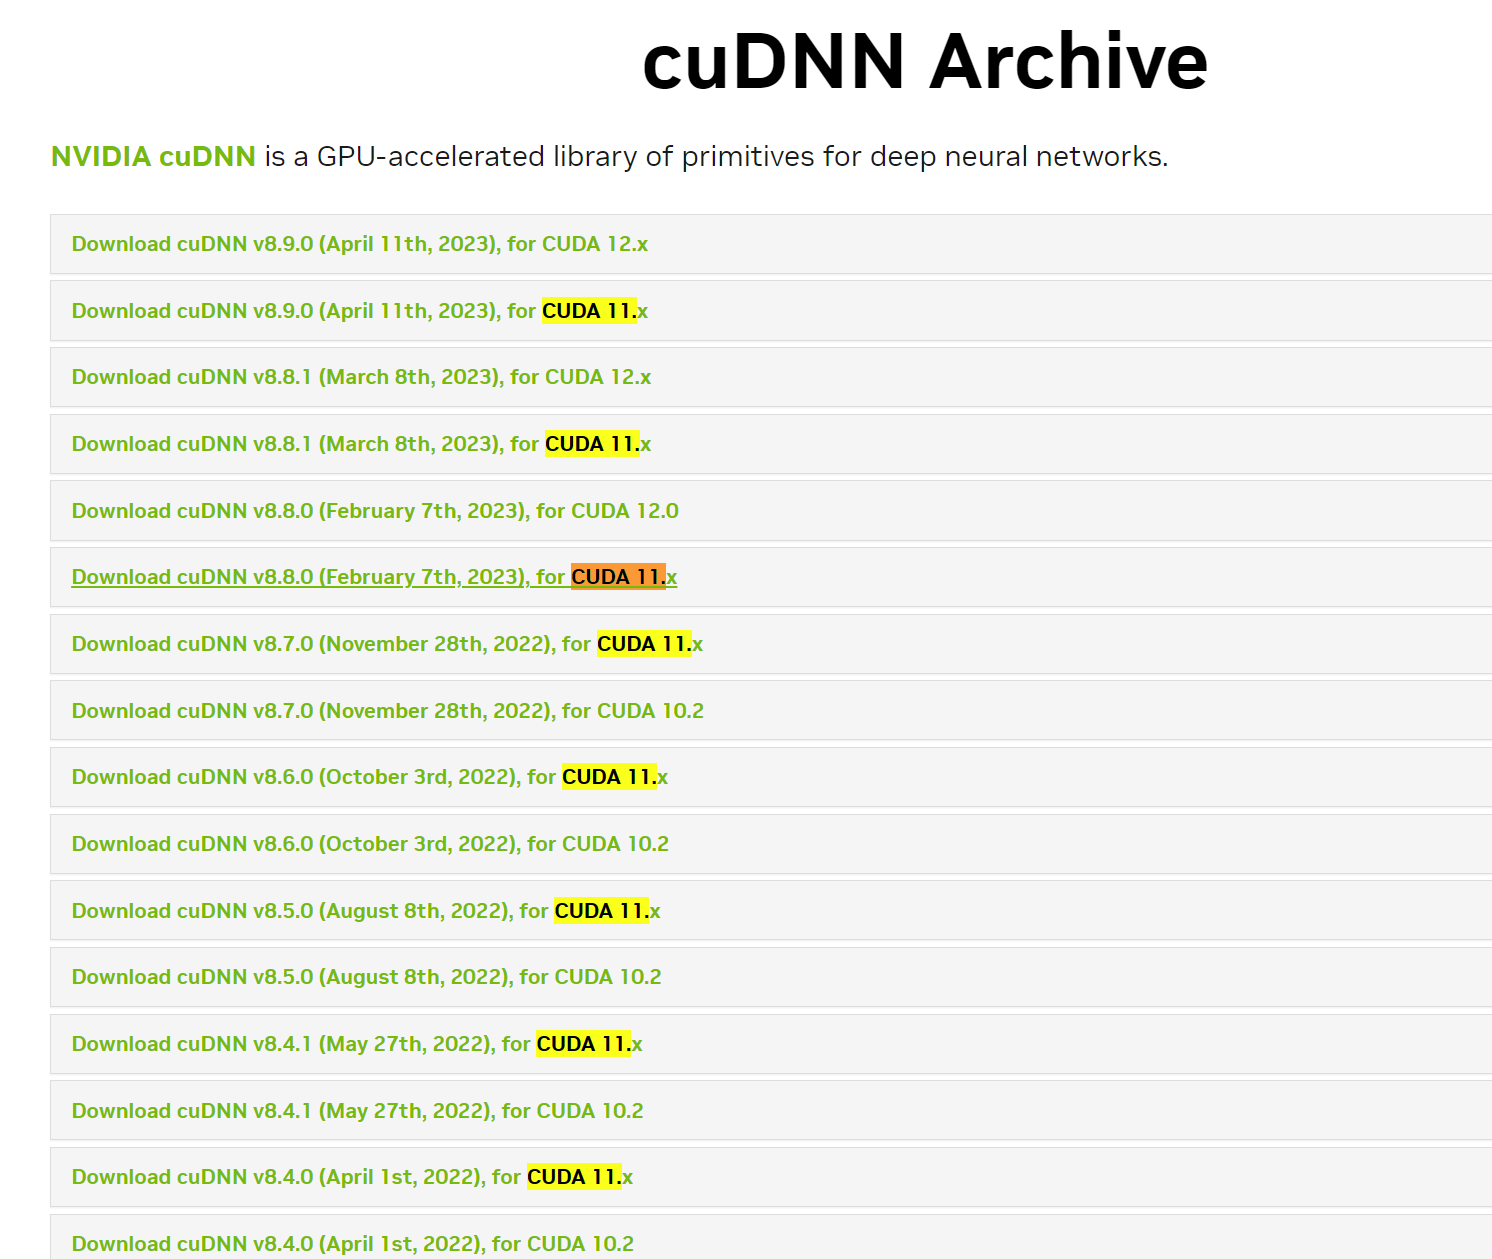 cuDNN Archive
NVIDIA cuDNN is a GPU-accelerated library of primitives for deep neural networks.
Download cuDNN v8.9.0 (April 11th, 2023), for CUDA 12.x
Download cuDNN v8.9.0 (April 11th, 2023), for CUDA 11.x
Download cuDNN v8.8.1 (March 8th, 2023), for CUDA 12.x
Download cuDNN v8.8.1 (March 8th, 2023), for CUDA 11.x
Download cuDNN v8.8.0 (February 7th, 2023), for CUDA 12.0
Download cuDNN v8.8.0 (February 7th, 2023), for CUDA 11.x
Download cuDNN v8.7.0 (November 28th, 2022), for CUDA 11.x
Download cuDNN v8.7.0 (November 28th, 2022), for CUDA 10.2
Download cuDNN v8.6.0 (October 3rd, 2022), for CUDA 11.x
Download cuDNN v8.6.0 (October 3rd, 2022), for CUDA 10.2
Download cuDNN v8.5.0 (August 8th, 2022), for CUDA 11.x
Download cuDNN v8.5.0 (August 8th, 2022), for CUDA 10.2
Download cuDNN v8.4.1 (May 27th, 2022), for CUDA 11.x
Download cuDNN v8.4.1 (May 27th, 2022), for CUDA 10.2
Download cuDNN v8.4.0 (April 1st, 2022), for CUDA 11.x
Download cuDNN v8.4.0 (April 1st, 2022), for CUDA 10.2